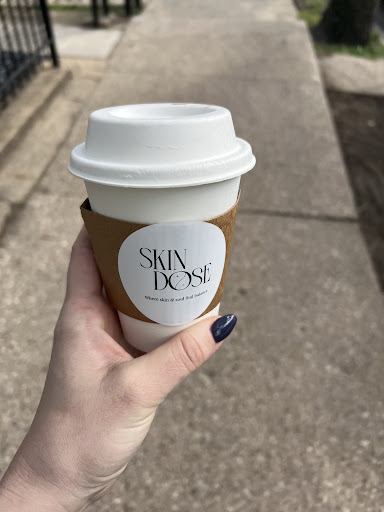 SKIN
DOSE
Where skin & soul find balance